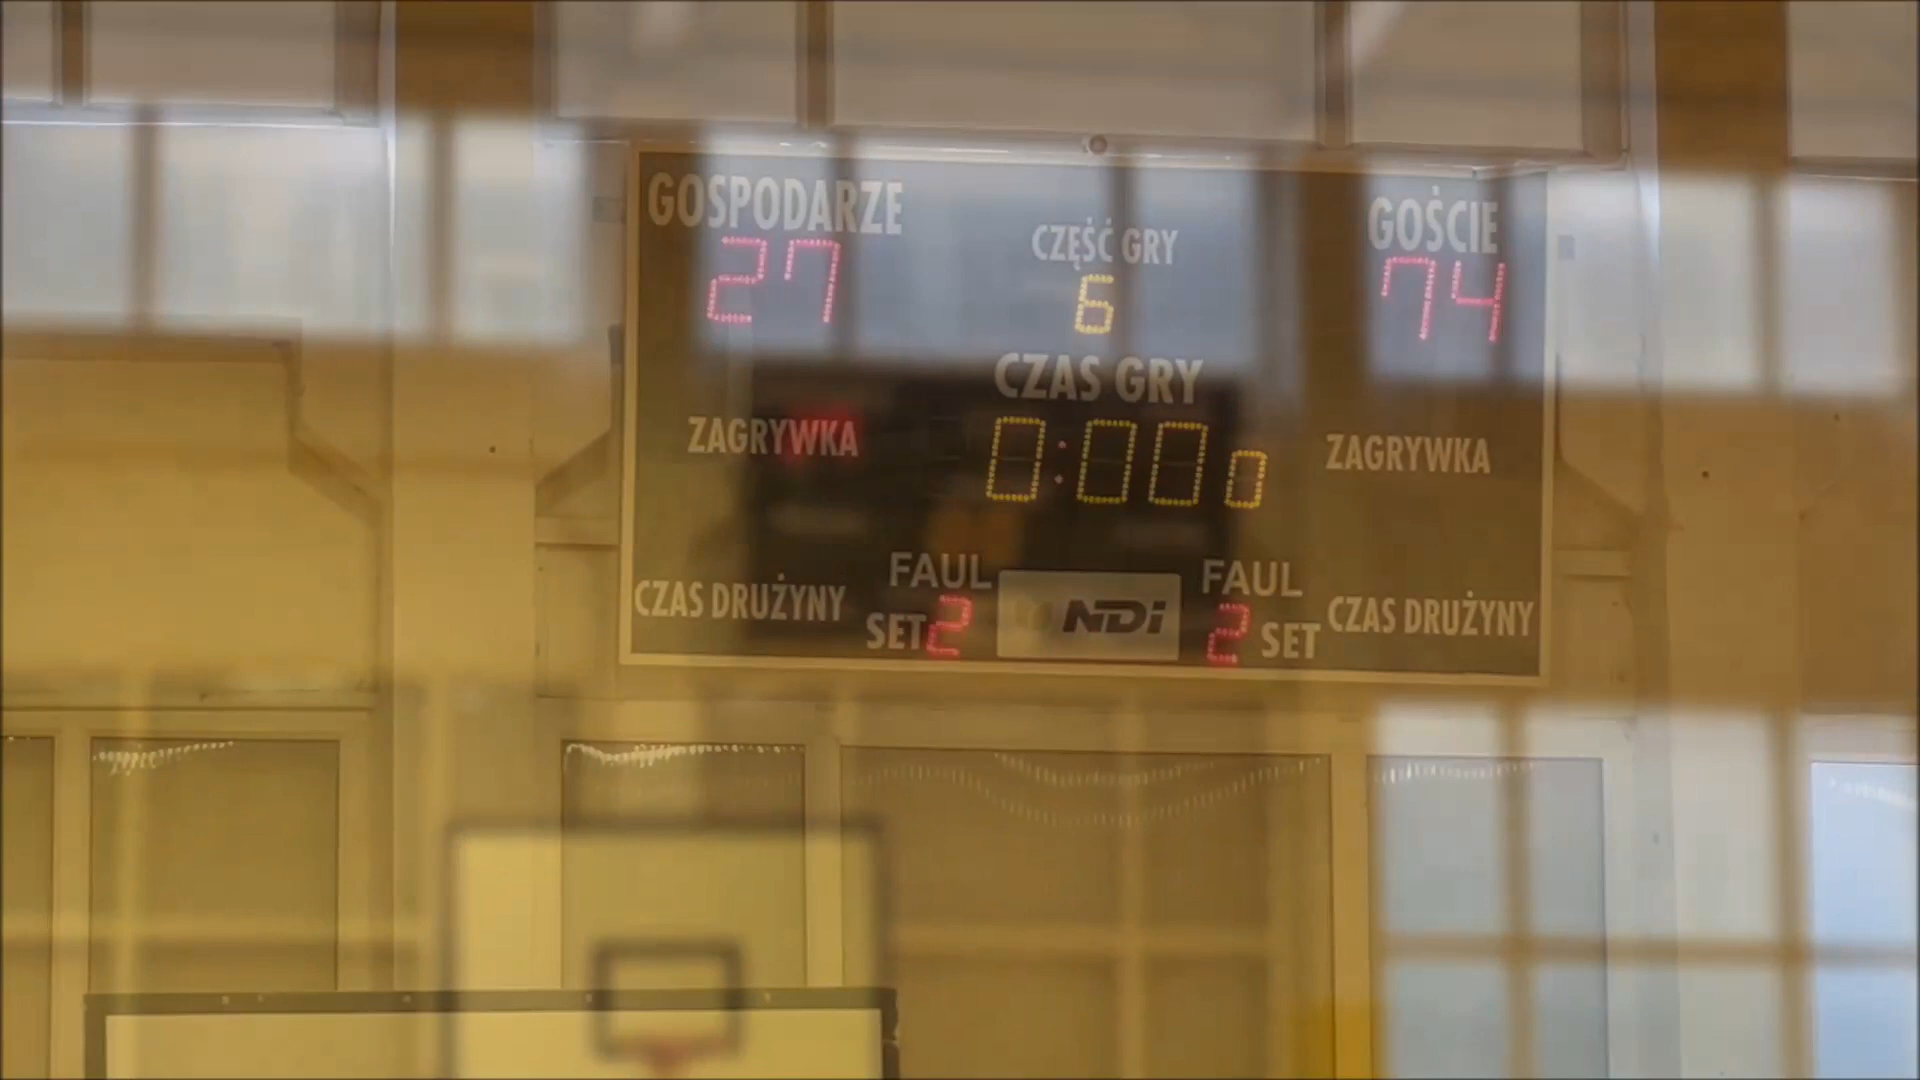 GOSPODARZE
27
CZĘŚĆ GRY
6
GOŚCIE
74
CZAS GRY
ZAGRYWKA
0:00 0
ZAGRYWKA
CZAS DRUŻYNY
FAUL
SET 2
NDi
FAUL
2 SET
CZAS DRUŻYNY